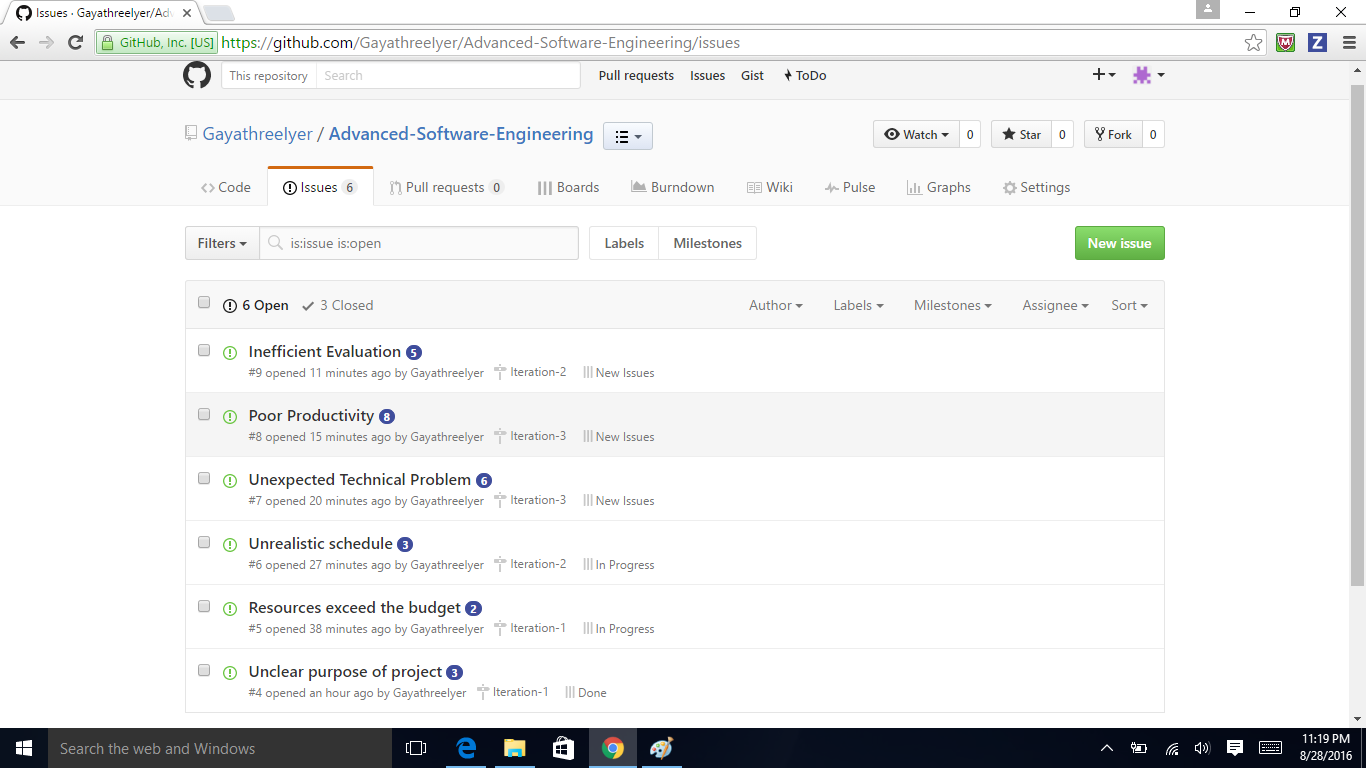 Issues · Gayathreelyer/Adv
GitHub, Inc. [US] https://github.com/Gayathreelyer/Advanced-Software-Engineering/issues
This repository Search Pull requests Issues Gist ToDo
Gayathreelyer / Advanced-Software-Engineering Watch 0 Star 0 Fork 0
Code Issues 6 Pull requests 0 Boards Burndown Wiki Pulse Graphs Settings
Filters is:issue is:open Labels Milestones New issue
6 Open 3 Closed Author Labels Milestones Assignee Sort
Inefficient Evaluation 5
#9 opened 11 minutes ago by Gayathreelyer Iteration-2 New Issues
Poor Productivity 8
#8 opened 15 minutes ago by Gayathreelyer Iteration-3 New Issues
Unexpected Technical Problem 6
#7 opened 20 minutes ago by Gayathreelyer Iteration-3 New Issues
Unrealistic schedule 3
#6 opened 27 minutes ago by Gayathreelyer Iteration-2 In Progress
Resources exceed the budget 2
#5 opened 38 minutes ago by Gayathreelyer Iteration-1 In Progress
Unclear purpose of project 3
#4 opened an hour ago by Gayathreelyer Iteration-1 Done
Search the web and Windows
11:19 PM
8/28/2016